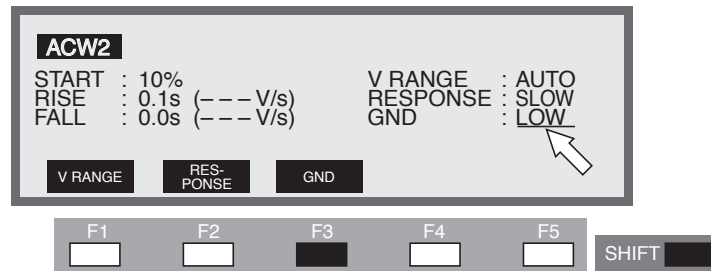 ACW2
START : 10%
RISE : 0.1s (– – – V/s)
FALL : 0.0s (– – – V/s)
V RANGE : AUTO
RESPONSE : SLOW
GND : LOW
V RANGE
RES-
PONSE
GND
F1 F2 F3 F4 F5
SHIFT